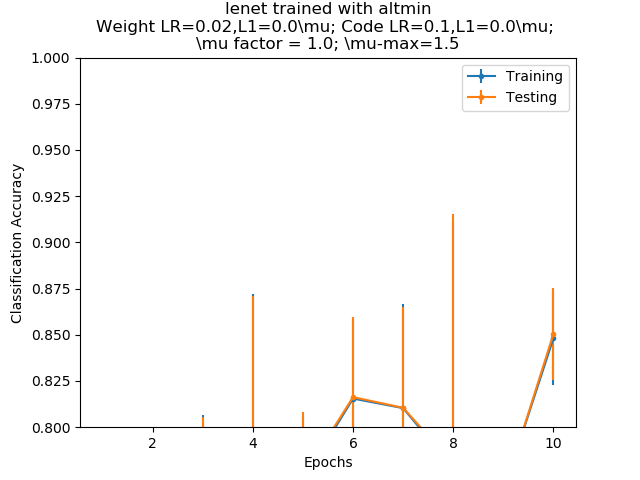 lenet trained with altmin
Weight LR=0.02,L1=0.0\mu; Code LR=0.1,L1=0.0\mu;
\mu factor = 1.0; \mu-max=1.5
Training
Testing
Classification Accuracy
1.000
0.975
0.950
0.925
0.900
0.875
0.850
0.825
0.800
2 4 6 8 10
Epochs